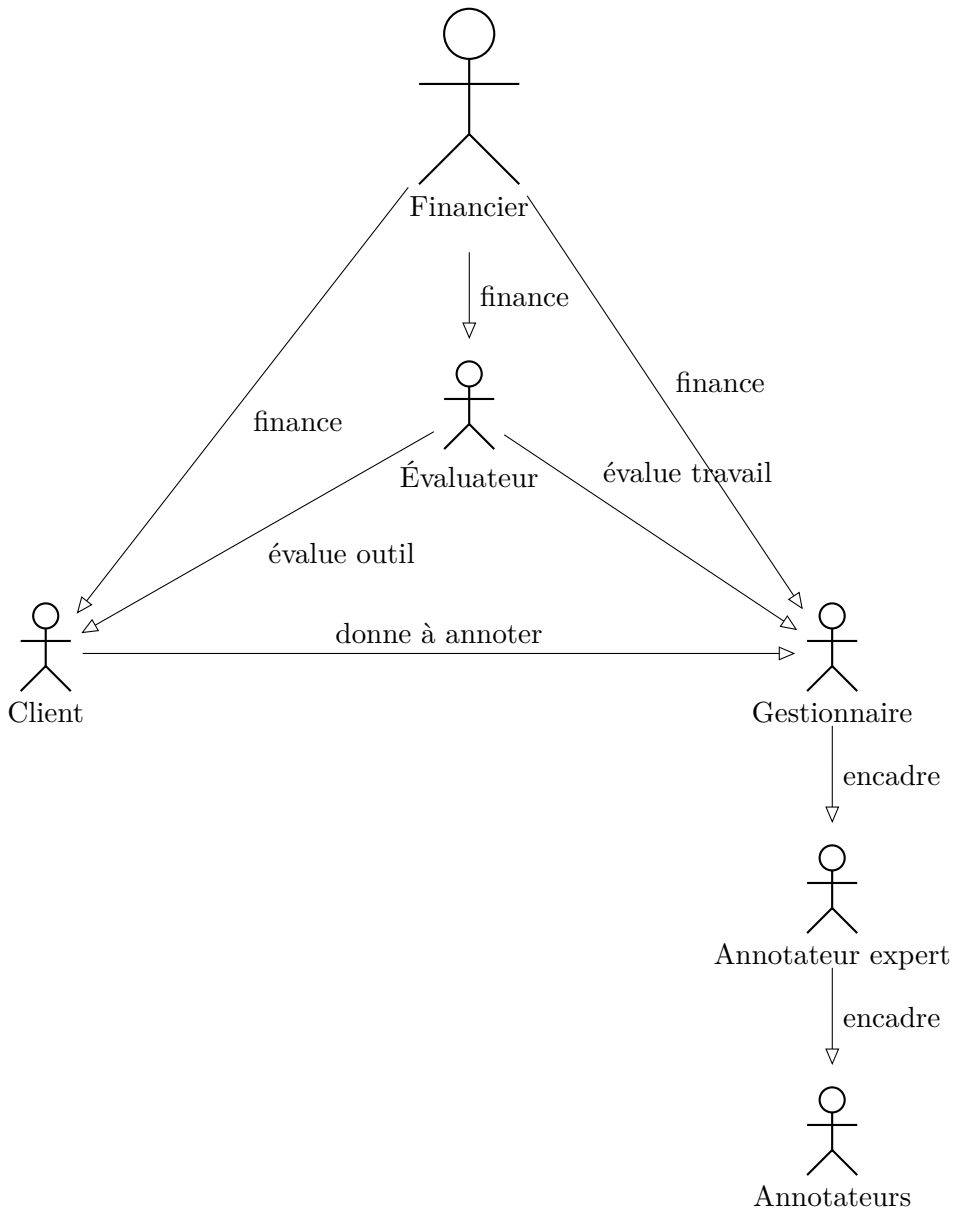 Financier
finance
finance
finance
Évaluateur
évalue travail
évalue outil
donne à annoter
Client
Gestionnaire
encadre
Annotateur expert
encadre
Annotateurs